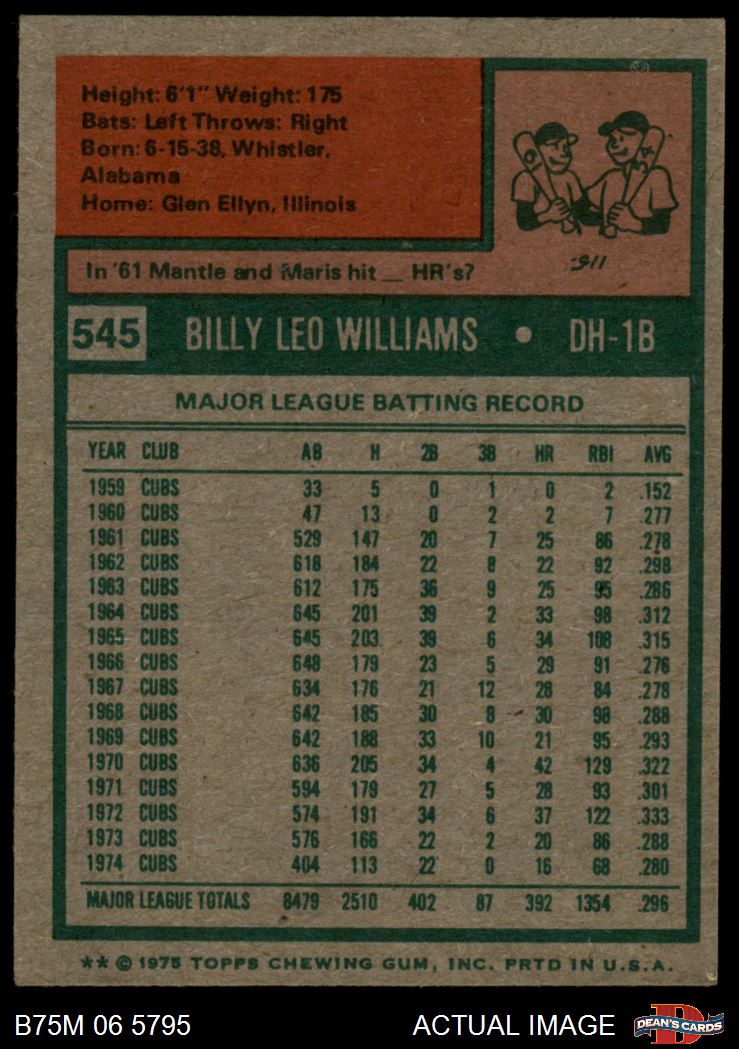 Height: 6'1" Weight: 175
Bats: Left Throws: Right
Born: 6-15-38, Whistler,
Alabama
Home: Glen Ellyn, Illinois
In '61 Mantle and Maris hit __ HR's?
115.
545 BILLY LEO WILLIAMS • DH-1B
MAJOR LEAGUE BATTING RECORD
YEAR CLUB AB H 2B 3B HR RBI AVG
1959 CUBS 33 5 0 1 0 2 .152
1960 CUBS 47 13 0 2 2 7 .277
1961 CUBS 529 147 20 7 25 86 .278
1962 CUBS 618 184 22 8 22 92 .298
1963 CUBS 612 175 36 9 25 95 .286
1964 CUBS 645 201 39 2 33 98 .312
1965 CUBS 645 203 39 6 34 108 .315
1966 CUBS 648 179 23 5 29 91 .276
1967 CUBS 634 176 21 12 28 84 .278
1968 CUBS 642 185 30 8 30 98 .288
1969 CUBS 642 188 33 10 21 95 .293
1970 CUBS 636 205 34 4 42 129 .322
1971 CUBS 594 179 27 5 28 93 .301
1972 CUBS 574 191 34 6 37 122 .333
1973 CUBS 576 166 22 2 20 86 .288
1974 CUBS 404 113 22 0 16 68 .280
MAJOR LEAGUE TOTALS 8479 2510 402 87 392 1354 .296
** © 1975 TOPPS CHEWING GUM, INC. PRTD IN U.S.A.
B75M 06 5795 ACTUAL IMAGE DEAN'S CARDS